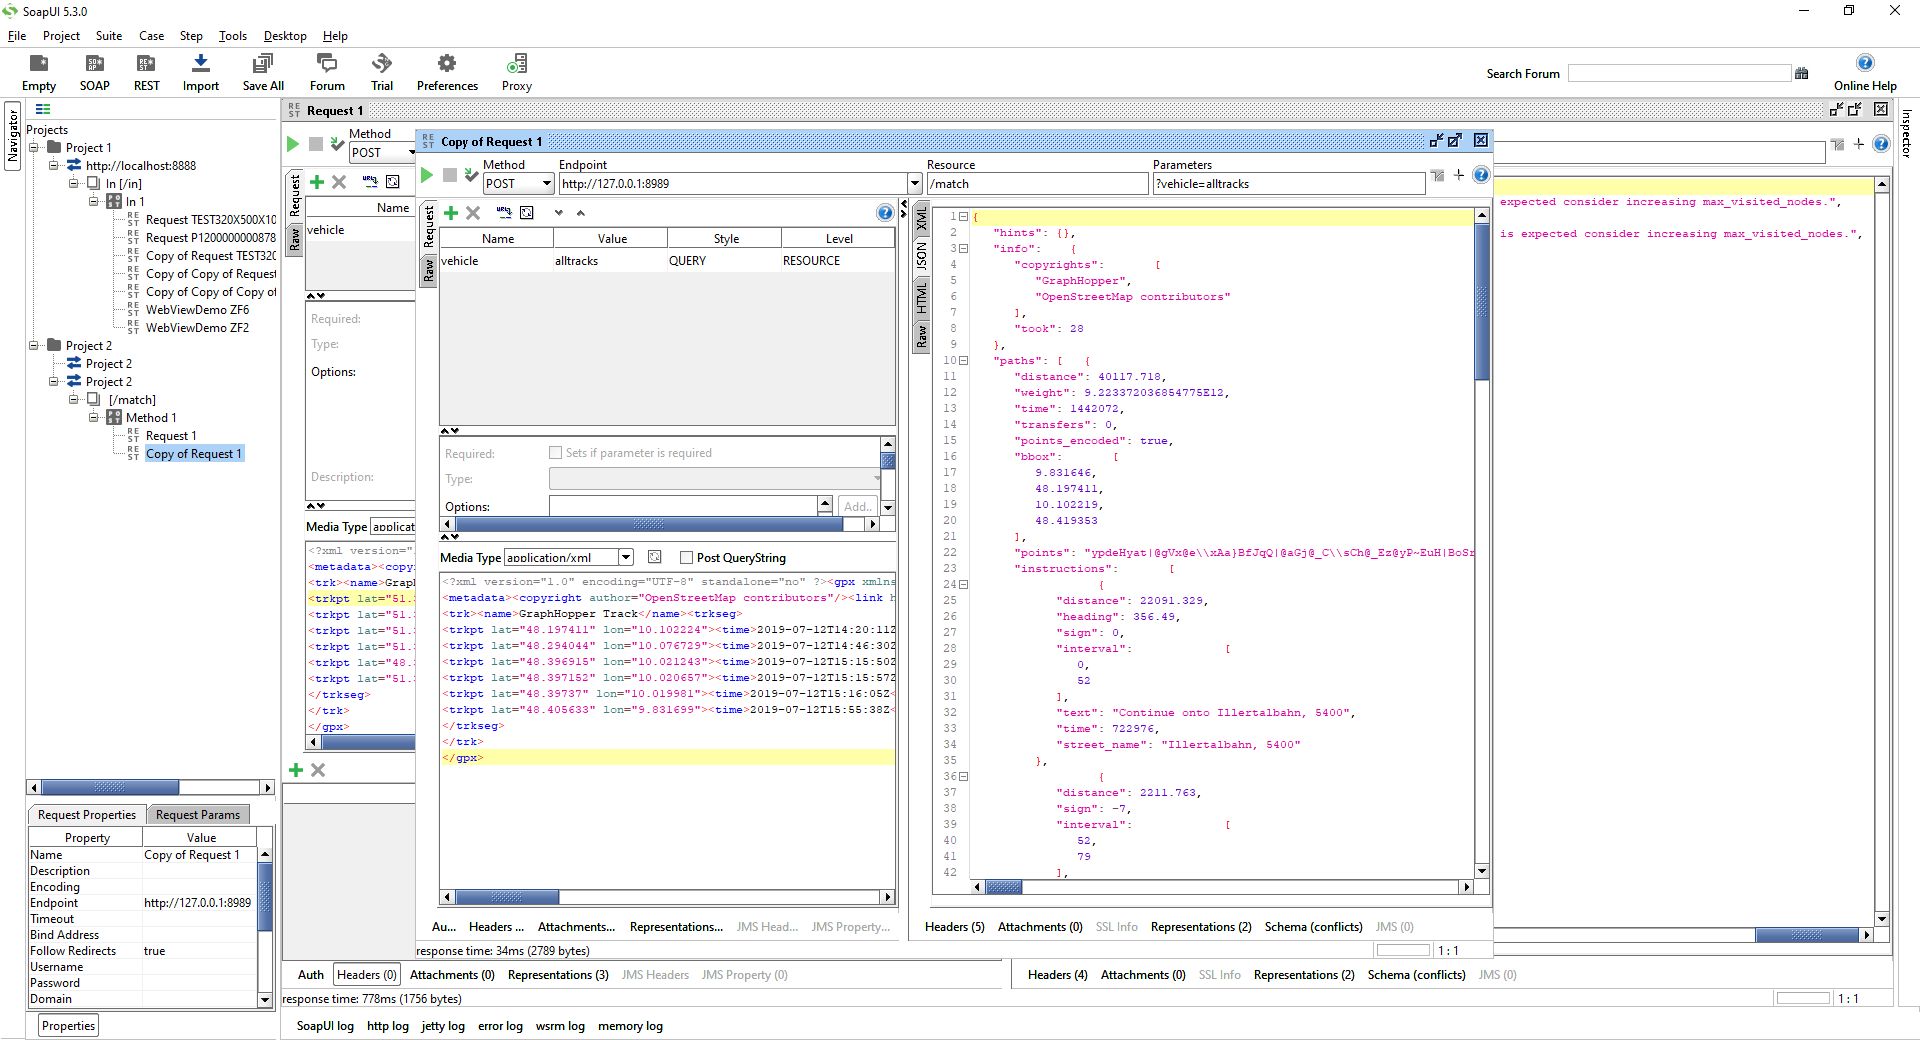 SoapUI 5.3.0
File Project Suite Case Step Tools Desktop Help
Empty SOAP REST Import Save All Forum Trial Preferences Proxy
Search Forum
Online Help
Navigator
Projects
Project 1
http://localhost:8888
In [/in]
In 1
Request TEST320X500X10
Request P1200000000878
Copy of Request TEST320
Copy of Copy of Request
Copy of Copy of Copy of
WebViewDemo ZF6
WebViewDemo ZF2
Project 2
Project 2
Project 2
[/match]
Method 1
Request 1
Copy of Request 1
Request Properties Request Params
Property Value
Name Copy of Request 1
Description
Encoding
Endpoint http://127.0.0.1:8989
Timeout
Bind Address
Follow Redirects true
Username
Password
Domain
Properties
Request 1
Method
POST
Request
Raw
Name
vehicle
Required:
Type:
Options:
Description:
Media Type applicat
<?xml version="
<metadata><copy
<trk><name>Grap
<trkpt lat="51.
<trkpt lat="51.
<trkpt lat="51.
<trkpt lat="51.
<trkpt lat="48.
<trkpt lat="51.
</trkseg>
</trk>
</gpx>
Copy of Request 1
Method Endpoint Resource Parameters
POST http://127.0.0.1:8989 /match ?vehicle=alltracks
Request
Raw
Name Value Style Level
vehicle alltracks QUERY RESOURCE
Required: Sets if parameter is required
Type:
Options: Add..
Media Type application/xml Post QueryString
<?xml version="1.0" encoding="UTF-8" standalone="no" ?><gpx xmlns
<metadata><copyright author="OpenStreetMap contributors"/><link h
<trk><name>GraphHopper Track</name><trkseg>
<trkpt lat="48.197411" lon="10.102224"><time>2019-07-12T14:20:11Z
<trkpt lat="48.294044" lon="10.076729"><time>2019-07-12T14:46:30Z
<trkpt lat="48.396915" lon="10.021243"><time>2019-07-12T15:15:50Z
<trkpt lat="48.397152" lon="10.020657"><time>2019-07-12T15:15:57Z
<trkpt lat="48.39737" lon="10.019981"><time>2019-07-12T15:16:05Z<
<trkpt lat="48.405633" lon="9.831699"><time>2019-07-12T15:55:38Z<
</trkseg>
</trk>
</gpx>
Au... Headers ... Attachments... Representations... JMS Head... JMS Property...
response time: 34ms (2789 bytes)
XML
JSON
HTML
Raw
1 {
2 "hints": {},
3 "info": {
4 "copyrights": [
5 "GraphHopper",
6 "OpenStreetMap contributors"
7 ],
8 "took": 28
9 },
10 "paths": [ {
11 "distance": 40117.718,
12 "weight": 9.223372036854775E12,
13 "time": 1442072,
14 "transfers": 0,
15 "points_encoded": true,
16 "bbox": [
17 9.831646,
18 48.197411,
19 10.102219,
20 48.419353
21 ],
22 "points": "ypdeHyat|@gVx@e\\xAa}BfJqQ|@aGj@_C\\sCh@_Ez@yP~EuH|BoSr
23 "instructions": [
24 {
25 "distance": 22091.329,
26 "heading": 356.49,
27 "sign": 0,
28 "interval": [
29 0,
30 52
31 ],
32 "text": "Continue onto Illertalbahn, 5400",
33 "time": 722976,
34 "street_name": "Illertalbahn, 5400"
35 },
36 {
37 "distance": 2211.763,
38 "sign": -7,
39 "interval": [
40 52,
41 79
42 ],
Headers (5) Attachments (0) SSL Info Representations (2) Schema (conflicts) JMS (0)
1 : 1
expected consider increasing max_visited_nodes.",
is expected consider increasing max_visited_nodes.",
Inspector
Auth Headers (0) Attachments (0) Representations (3) JMS Headers JMS Property (0)
Headers (4) Attachments (0) SSL Info Representations (2) Schema (conflicts) JMS (0)
response time: 778ms (1756 bytes)
1 : 1
SoapUI log http log jetty log error log wsrm log memory log